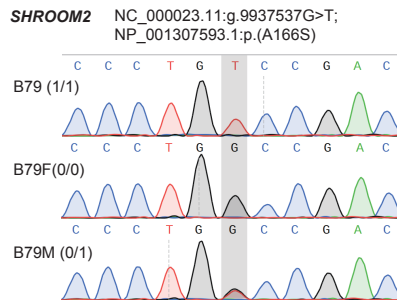 SHROOM2 NC_000023.11:g.9937537G>T;
NP_001307593.1:p.(A166S)
C C C T G T C C G A C
B79 (1/1)
C C C T G G C C G A C
B79F(0/0)
C C C T G G C C G A C
B79M (0/1)